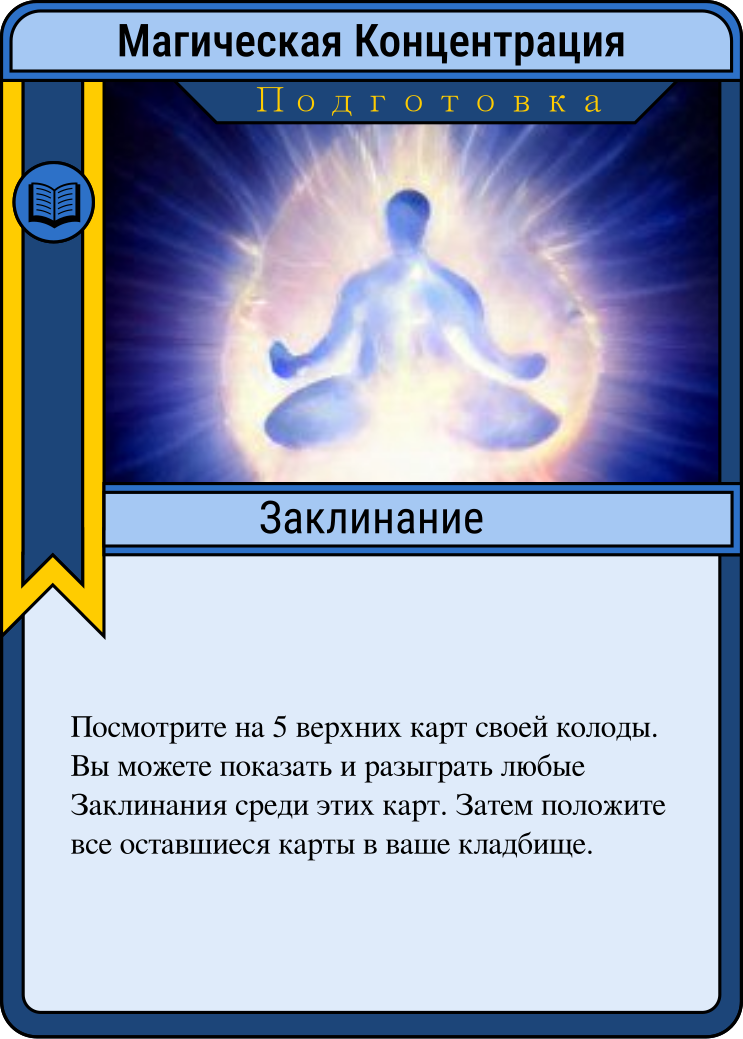 Магическая Концентрация
Подготовка
Заклинание
Посмотрите на 5 верхних карт своей колоды.
Вы можете показать и разыграть любые
Заклинания среди этих карт. Затем положите
все оставшиеся карты в ваше кладбище.